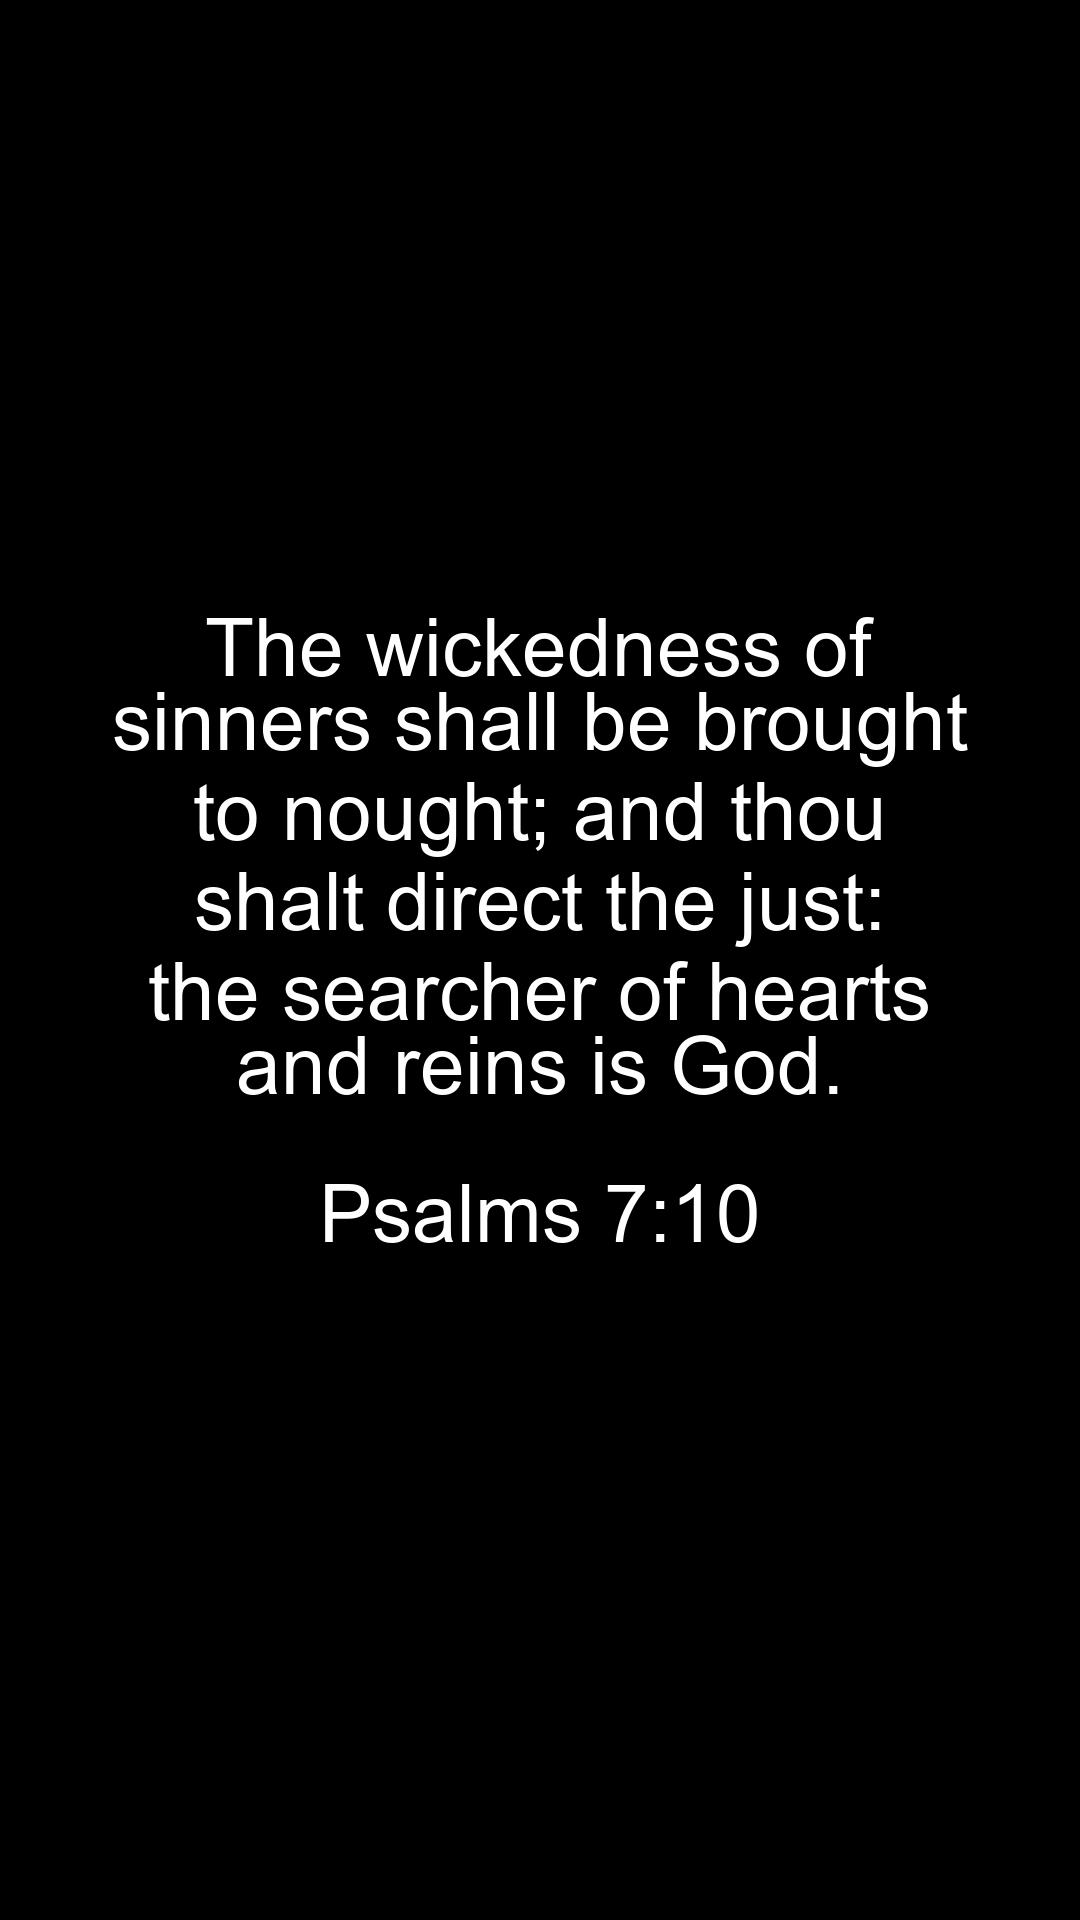 The wickedness of
sinners shall be brought
to nought; and thou
shalt direct the just:
the searcher of hearts
and reins is God.
Psalms 7:10